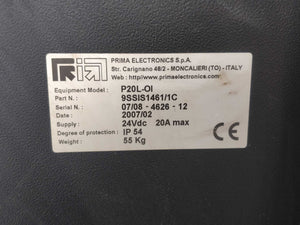 PRIMA ELECTRONICS S.p.A.
Str. Carignano 48/2 - MONCALIERI (TO) - ITALY
Web : http\www.primaelectronics.com
Equipment Model : P20L-OI
Part N. : 9SSIS1461/1C
Serial N. : 07/08 - 4626 - 12
Date : 2007/02
Supply : 24Vdc 20A max
Degree of protection : IP 54
Weight : 55 Kg